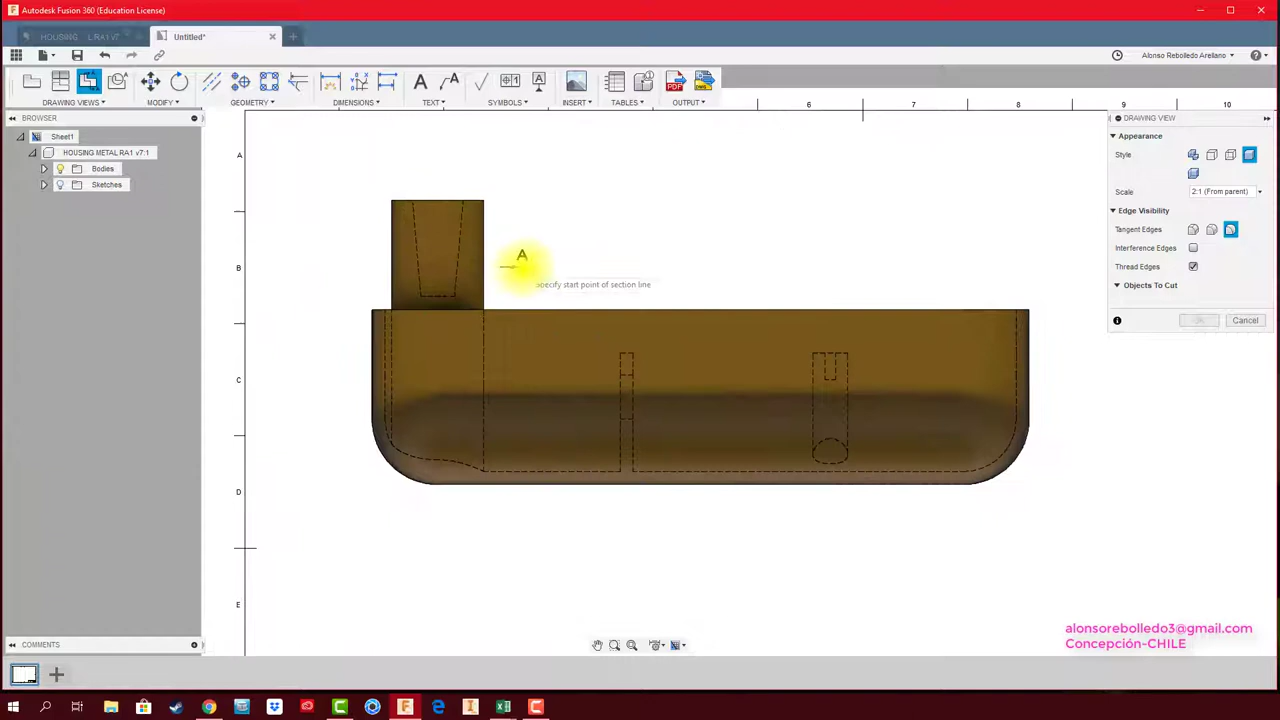 Autodesk Fusion 360 (Education License)
Untitled*
Alonso Rebolledo Arellano
DRAWING VIEWS
MODIFY
GEOMETRY
DIMENSIONS
TEXT
SYMBOLS
INSERT
TABLES
OUTPUT
BROWSER
Sheet1
HOUSING METAL RA1 v7:1
Bodies
Sketches
6
8
9
10
A
B
C
D
E
A
Specify start point of section line
DRAWING VIEW
Appearance
Style
Scale
2:1 (From parent)
Edge Visibility
Tangent Edges
Interference Edges
Thread Edges
Objects To Cut
Cancel
alonsorebolledo3@gmail.com
Concepción-CHILE
COMMENTS